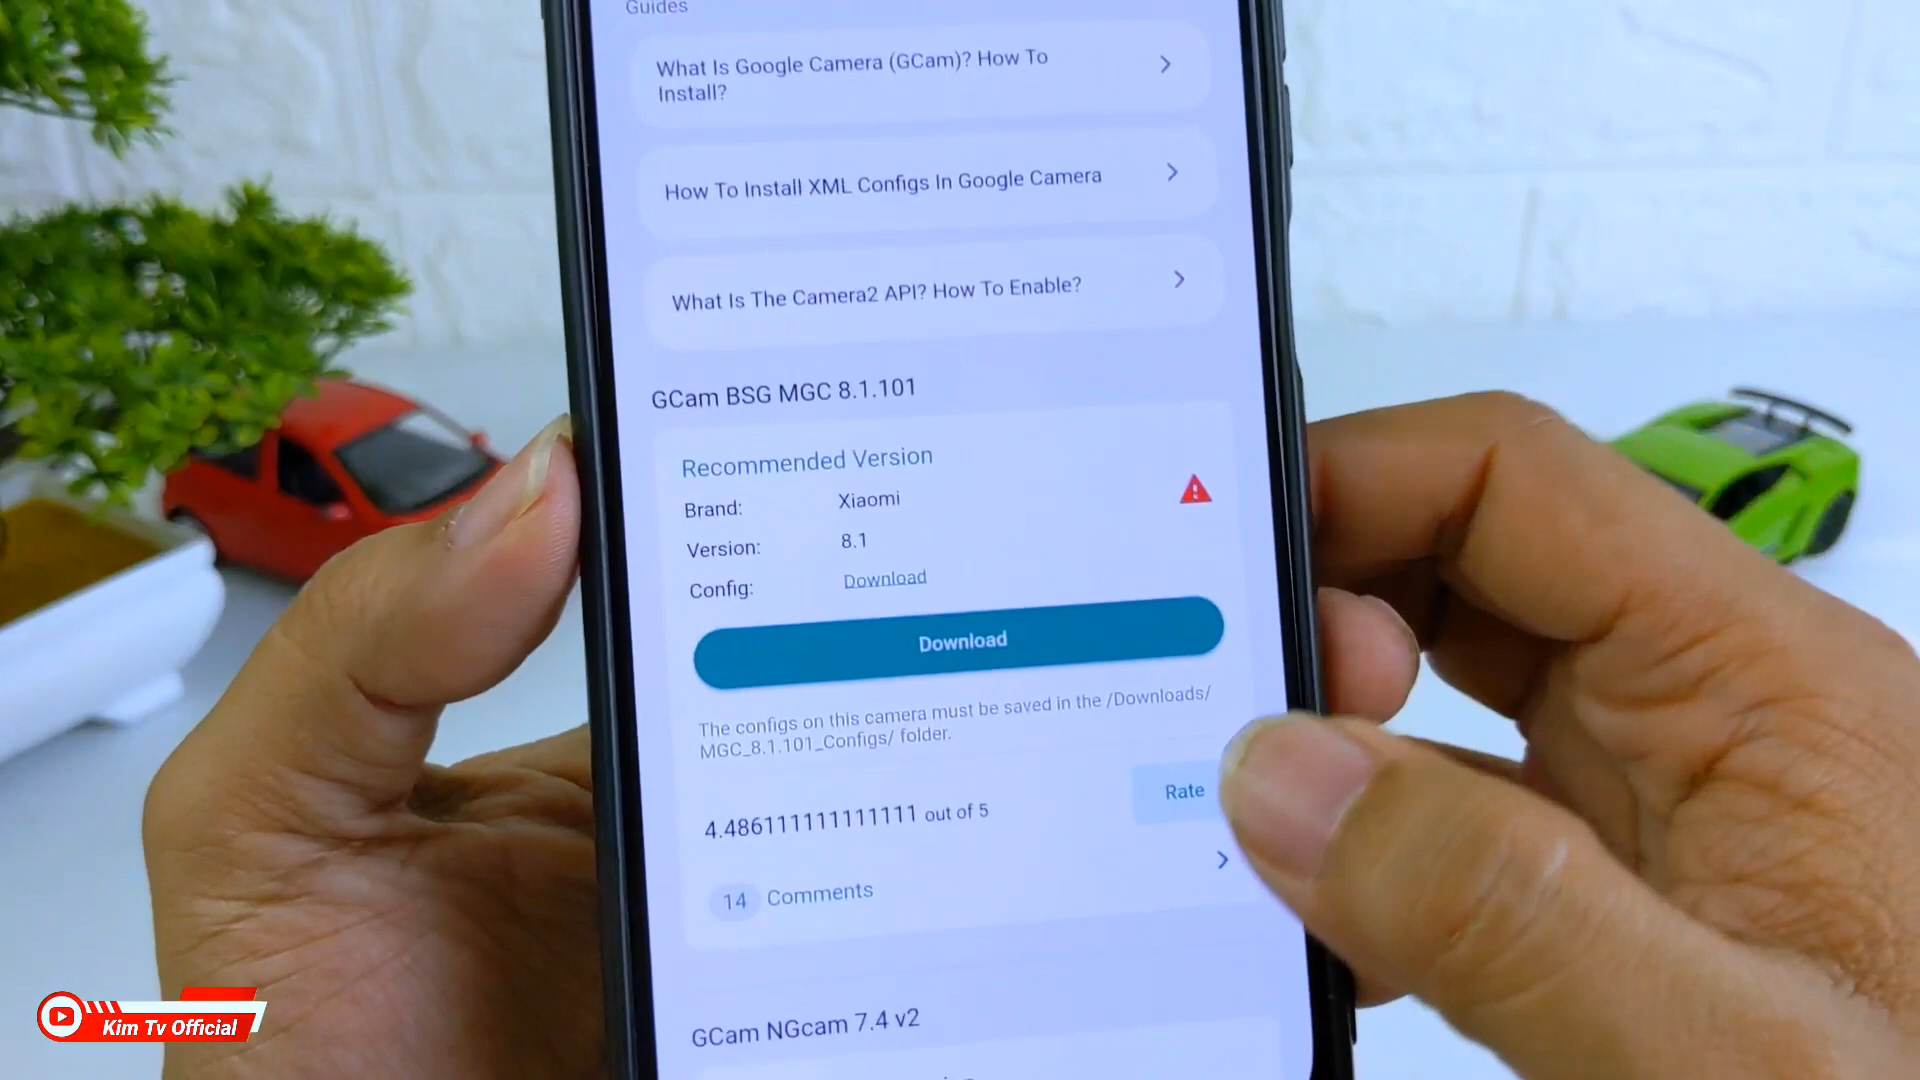 Guides
What Is Google Camera (GCam)? How To
Install?
How To Install XML Configs In Google Camera
What Is The Camera2 API? How To Enable?
GCam BSG MGC 8.1.101
Recommended Version
Brand: Xiaomi
Version: 8.1
Config: Download
Download
The configs on this camera must be saved in the /Downloads/
MGC_8.1.101_Configs/ folder.
4.486111111111111 out of 5
Rate
14 Comments
GCam NGcam 7.4 v2
Kim Tv Official